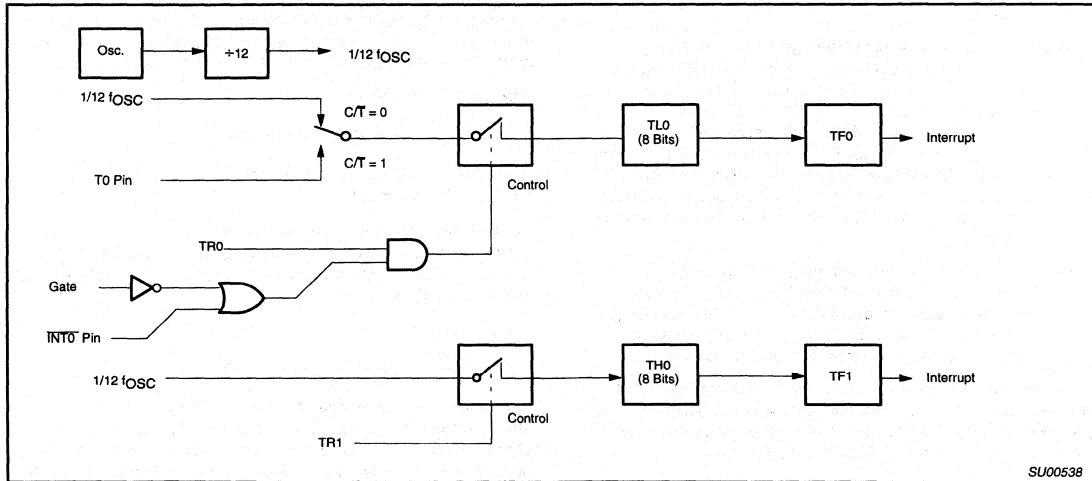 Osc.
÷12
1/12 fOSC
1/12 fOSC
C/T̅ = 0
C/T̅ = 1
T0 Pin
Control
TL0
(8 Bits)
TF0
Interrupt
TR0
Gate
I̅N̅T̅0̅ Pin
1/12 fOSC
Control
TH0
(8 Bits)
TF1
Interrupt
TR1
SU00538